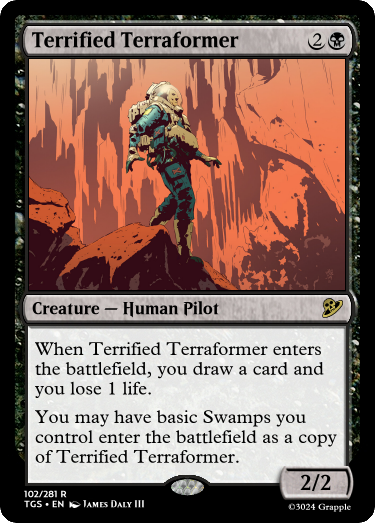 Terrified Terraformer 2
Creature — Human Pilot
When Terrified Terraformer enters
the battlefield, you draw a card and
you lose 1 life.
You may have basic Swamps you
control enter the battlefield as a copy
of Terrified Terraformer.
2/2
102/281 R
TGS • EN James Daly III
©3024 Grapple